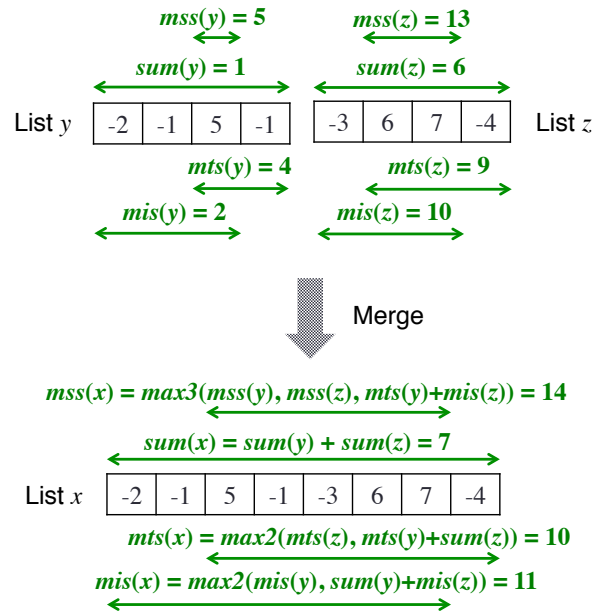 mss(y) = 5 mss(z) = 13
sum(y) = 1 sum(z) = 6
List y -2 -1 5 -1 -3 6 7 -4 List z
mts(y) = 4 mts(z) = 9
mis(y) = 2 mis(z) = 10
Merge
mss(x) = max3(mss(y), mss(z), mts(y)+mis(z)) = 14
sum(x) = sum(y) + sum(z) = 7
List x -2 -1 5 -1 -3 6 7 -4
mts(x) = max2(mts(z), mts(y)+sum(z)) = 10
mis(x) = max2(mis(y), sum(y)+mis(z)) = 11